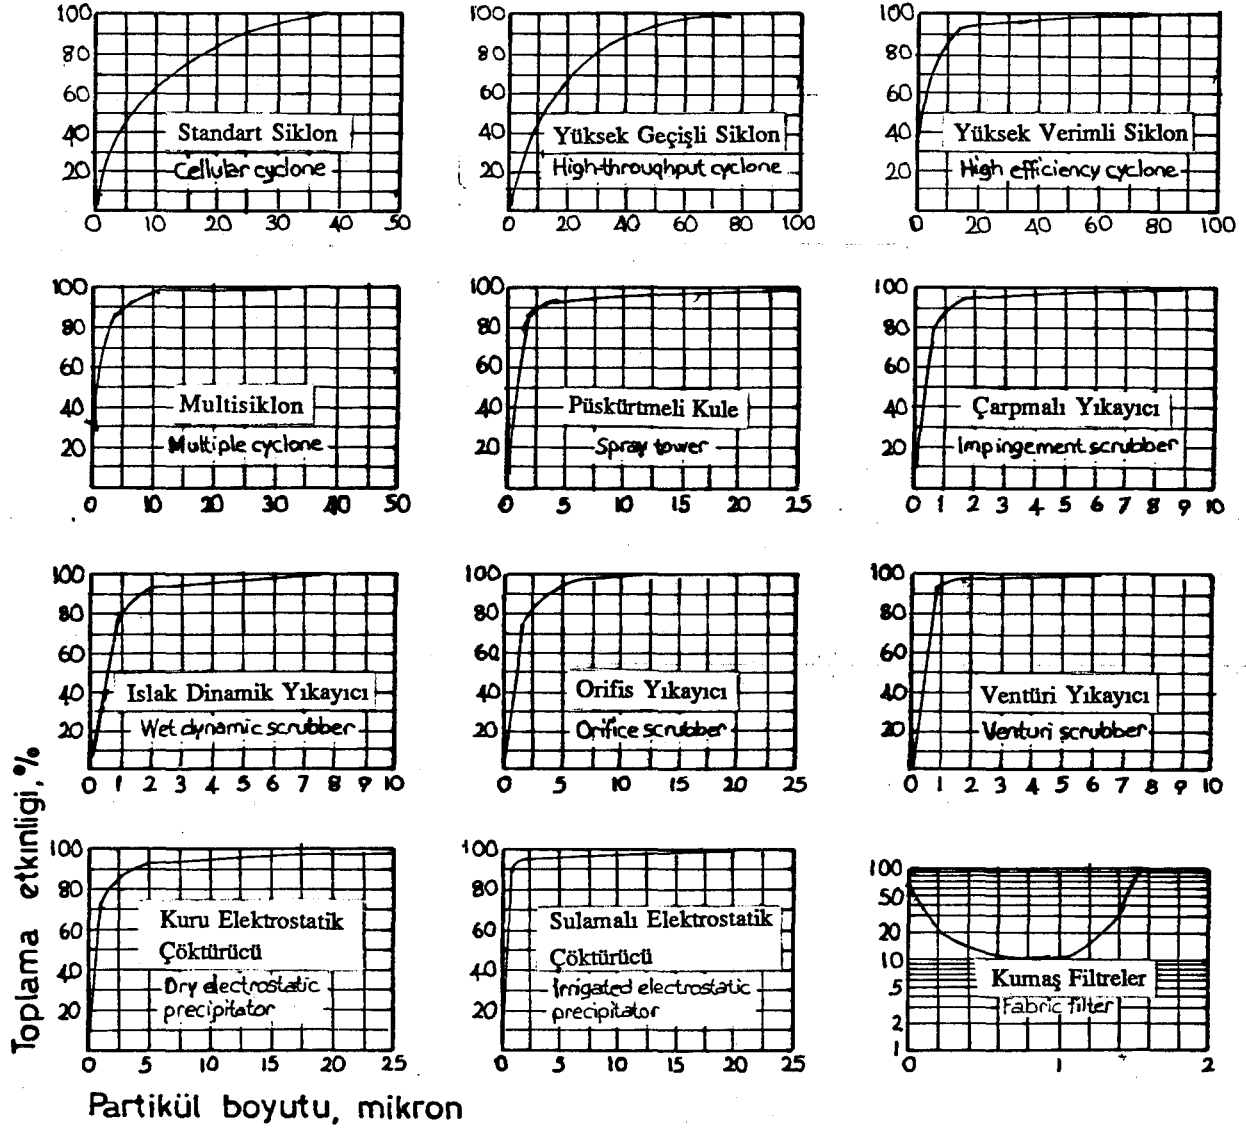 100
80
60
40
20
Standart Siklon
Cellular cyclone
0 10 20 30 40 50
100
80
60
40
20
Yüksek Geçişli Siklon
High-throughput cyclone
0 20 40 60 80 100
100
80
60
40
20
Yüksek Verimli Siklon
High efficiency cyclone
0 20 40 60 80 100
100
80
60
40
20
Multisiklon
Multiple cyclone
0 10 20 30 40 50
100
80
60
40
20
Püskürtmeli Kule
Spray tower
0 5 10 15 20 25
100
80
60
40
20
Çarpmalı Yıkayıcı
Impingement scrubber
0 1 2 3 4 5 6 7 8 9 10
100
80
60
40
20
Islak Dinamik Yıkayıcı
Wet dynamic scrubber
0 1 2 3 4 5 6 7 8 9 10
100
80
60
40
20
Orifis Yıkayıcı
Orifice scrubber
0 5 10 15 20 25
100
80
60
40
20
Ventüri Yıkayıcı
Venturi scrubber
0 1 2 3 4 5 6 7 8 9 10
100
80
60
40
20
Kuru Elektrostatik
Çöktürücü
Dry electrostatic
precipitator
0 5 10 15 20 25
100
80
60
40
20
Sulamalı Elektrostatik
Çöktürücü
Irrigated electrostatic
precipitator
0 5 10 15 20 25
100
50
20
10
5
2
1
Kumaş Filtreler
Fabric filter
0 1 2
Toplama etkinligi, %
Partikül boyutu, mikron